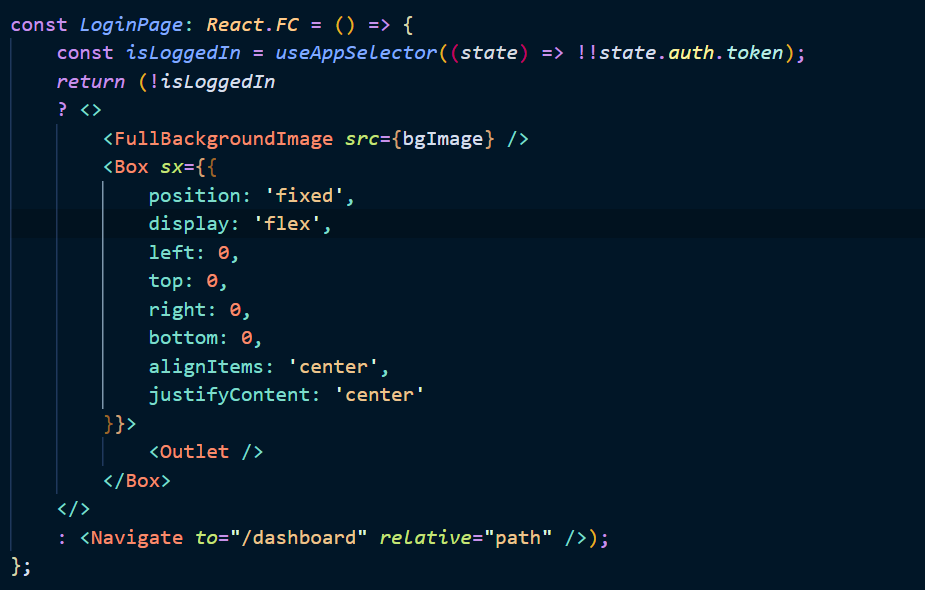 const LoginPage: React.FC = () => {
    const isLoggedIn = useAppSelector((state) => !!state.auth.token);
    return (!isLoggedIn
    ? <>
        <FullBackgroundImage src={bgImage} />
        <Box sx={{
            position: 'fixed',
            display: 'flex',
            left: 0,
            top: 0,
            right: 0,
            bottom: 0,
            alignItems: 'center',
            justifyContent: 'center'
        }}>
            <Outlet />
        </Box>
    </>
    : <Navigate to="/dashboard" relative="path" />);
};